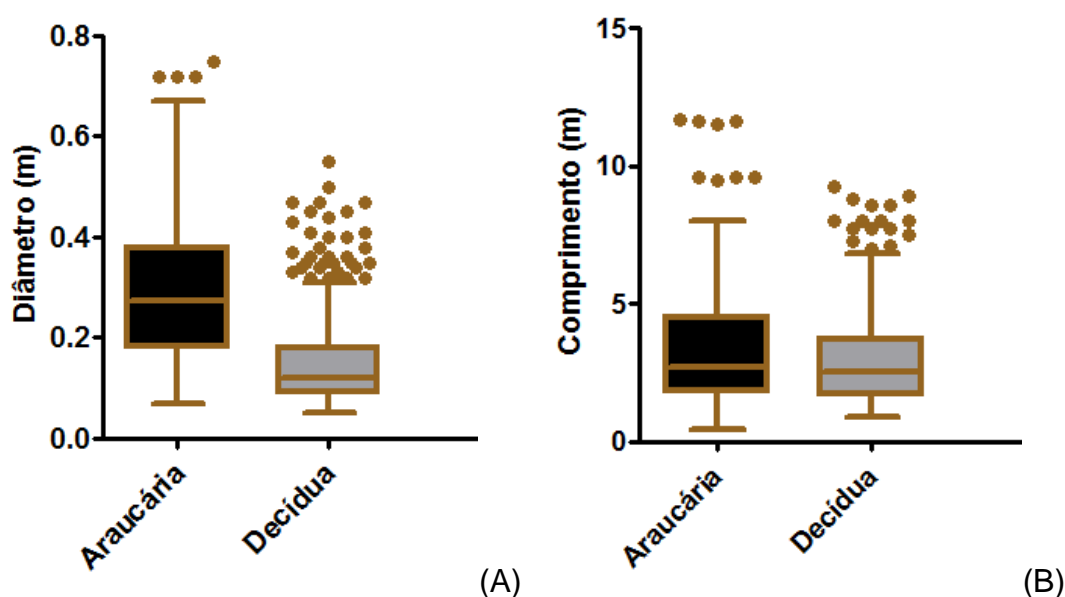 Diâmetro (m)
0.8
0.6
0.4
0.2
0.0
Araucária
Decídua
(A)
Comprimento (m)
15
10
5
0
Araucária
Decídua
(B)